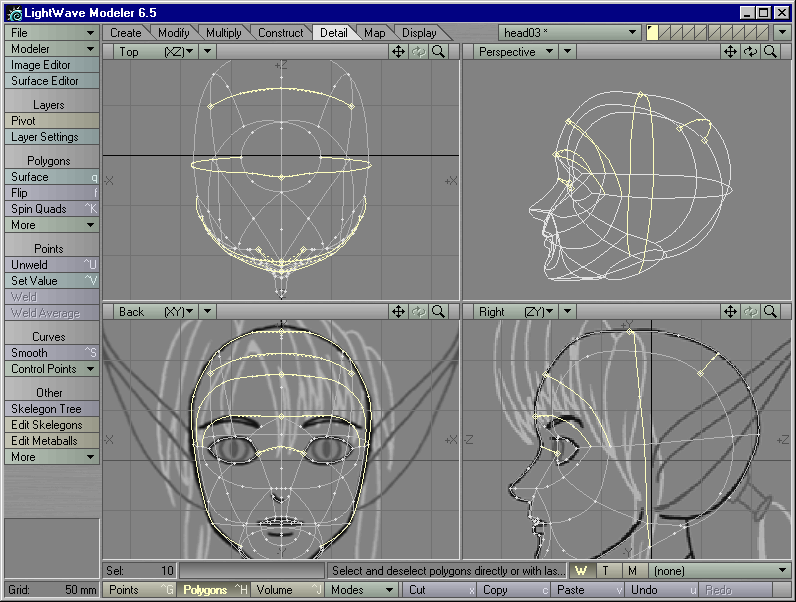 LightWave Modeler 6.5
File
Create Modify Multiply Construct Detail Map Display head03 *
Modeler
Top (XZ)
Perspective
Image Editor
Surface Editor
Layers
Pivot
Layer Settings
Polygons
Surface q
Flip f
Spin Quads ^K
More
Points
Unweld ^U
Set Value ^V
Weld
Weld Average
Curves
Smooth ^S
Control Points
Other
Skelegon Tree
Edit Skelegons
Edit Metaballs
More
+Z
-X
+X
Back (XY)
Right (ZY)
-X
+X
-Y
+Y
-Z
+Z
-Y
Sel: 10
Select and deselect polygons directly or with las...
W T M (none)
Grid: 50 mm
Points ^G Polygons ^H Volume ^J Modes Cut x Copy c Paste v Undo u Redo